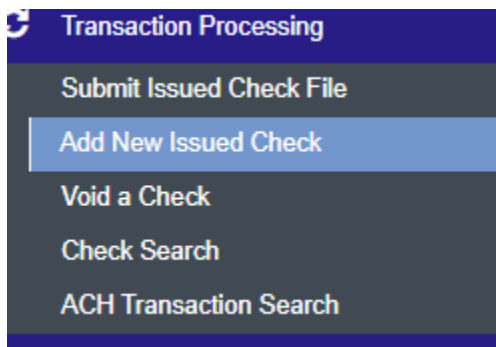 Transaction Processing
Submit Issued Check File
Add New Issued Check
Void a Check
Check Search
ACH Transaction Search